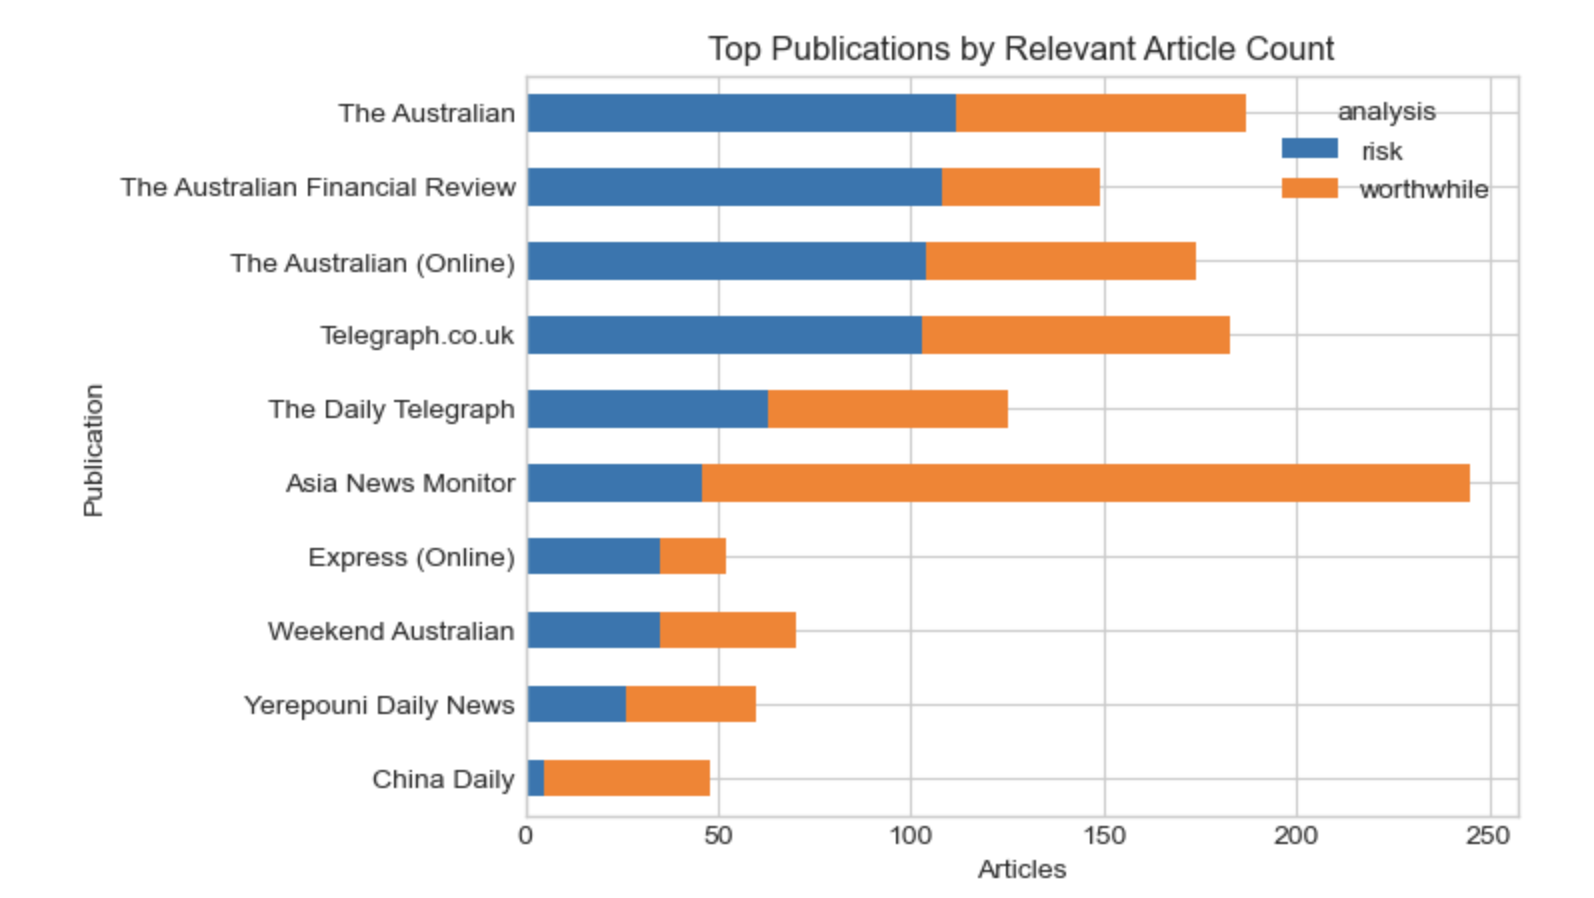 Top Publications by Relevant Article Count
analysis
risk
worthwhile
The Australian
The Australian Financial Review
The Australian (Online)
Telegraph.co.uk
The Daily Telegraph
Asia News Monitor
Express (Online)
Weekend Australian
Yerepouni Daily News
China Daily
Publication
0 50 100 150 200 250
Articles